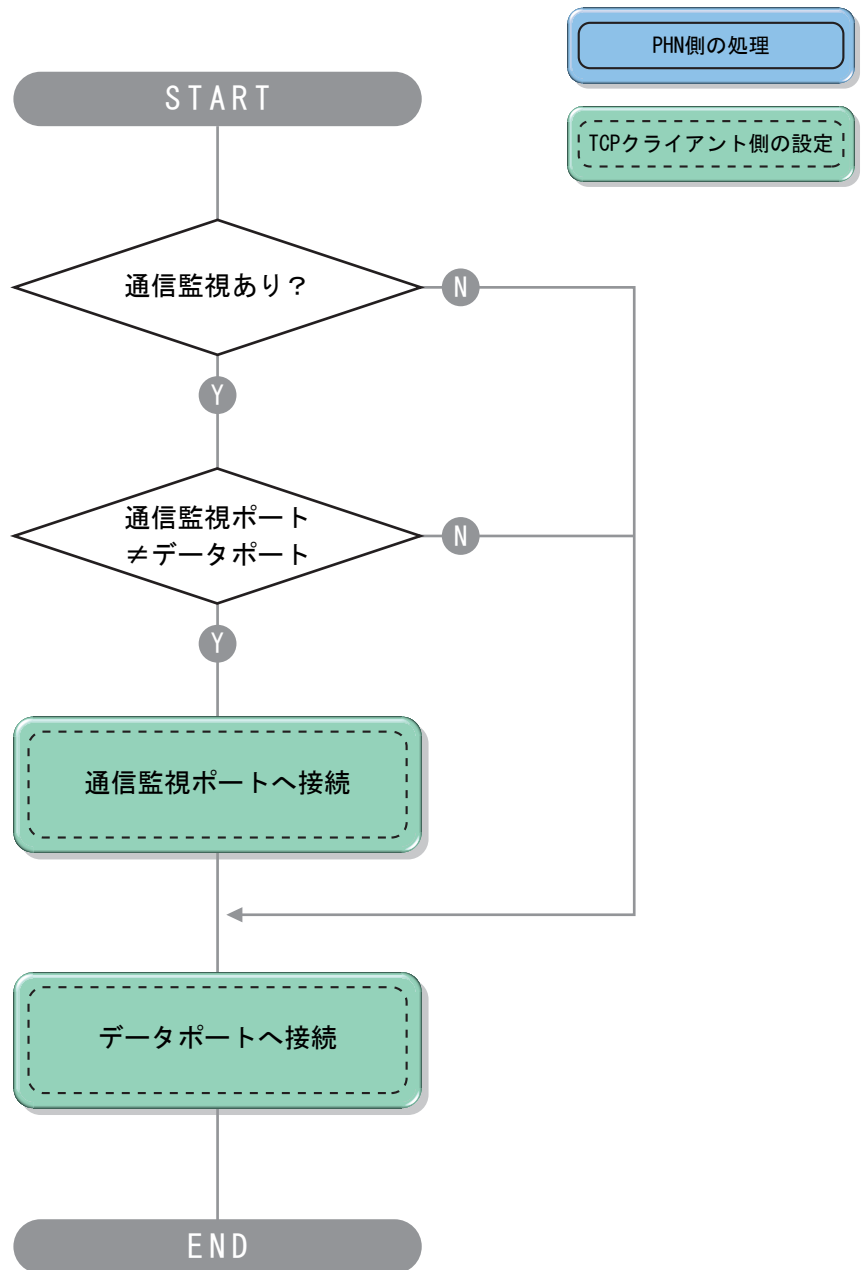 PHN側の処理
START
TCPクライアント側の設定
通信監視あり？
N
Y
通信監視ポート
≠データポート
N
Y
通信監視ポートへ接続
データポートへ接続
END